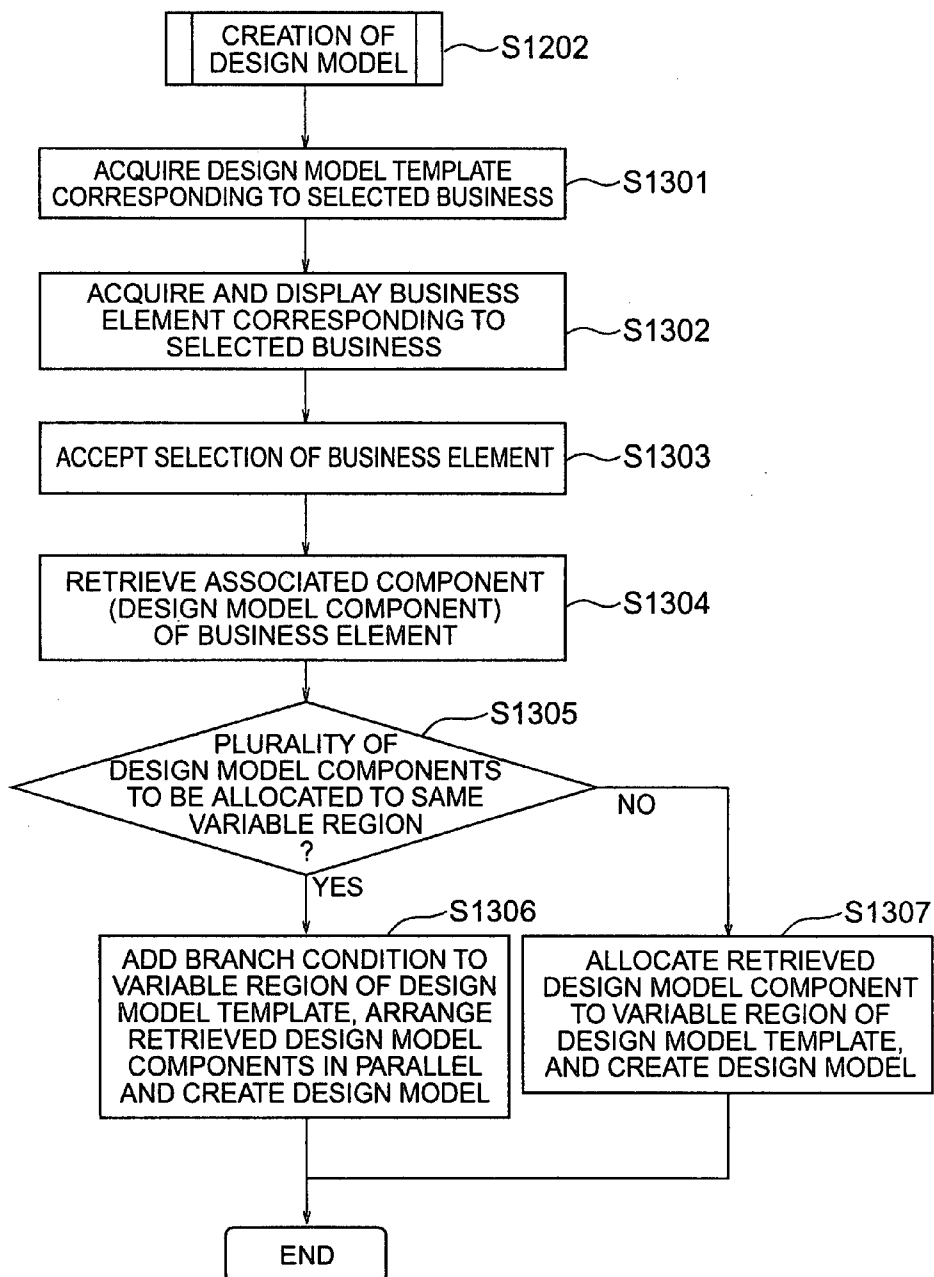 CREATION OF
DESIGN MODEL
S1202
ACQUIRE DESIGN MODEL TEMPLATE
CORRESPONDING TO SELECTED BUSINESS
S1301
ACQUIRE AND DISPLAY BUSINESS
ELEMENT CORRESPONDING TO
SELECTED BUSINESS
S1302
ACCEPT SELECTION OF BUSINESS ELEMENT
S1303
RETRIEVE ASSOCIATED COMPONENT
(DESIGN MODEL COMPONENT)
OF BUSINESS ELEMENT
S1304
S1305
PLURALITY OF
DESIGN MODEL COMPONENTS
TO BE ALLOCATED TO SAME
VARIABLE REGION
?
NO
YES
S1306
ADD BRANCH CONDITION TO
VARIABLE REGION OF DESIGN
MODEL TEMPLATE, ARRANGE
RETRIEVED DESIGN MODEL
COMPONENTS IN PARALLEL
AND CREATE DESIGN MODEL
S1307
ALLOCATE RETRIEVED
DESIGN MODEL COMPONENT
TO VARIABLE REGION OF
DESIGN MODEL TEMPLATE,
AND CREATE DESIGN MODEL
END